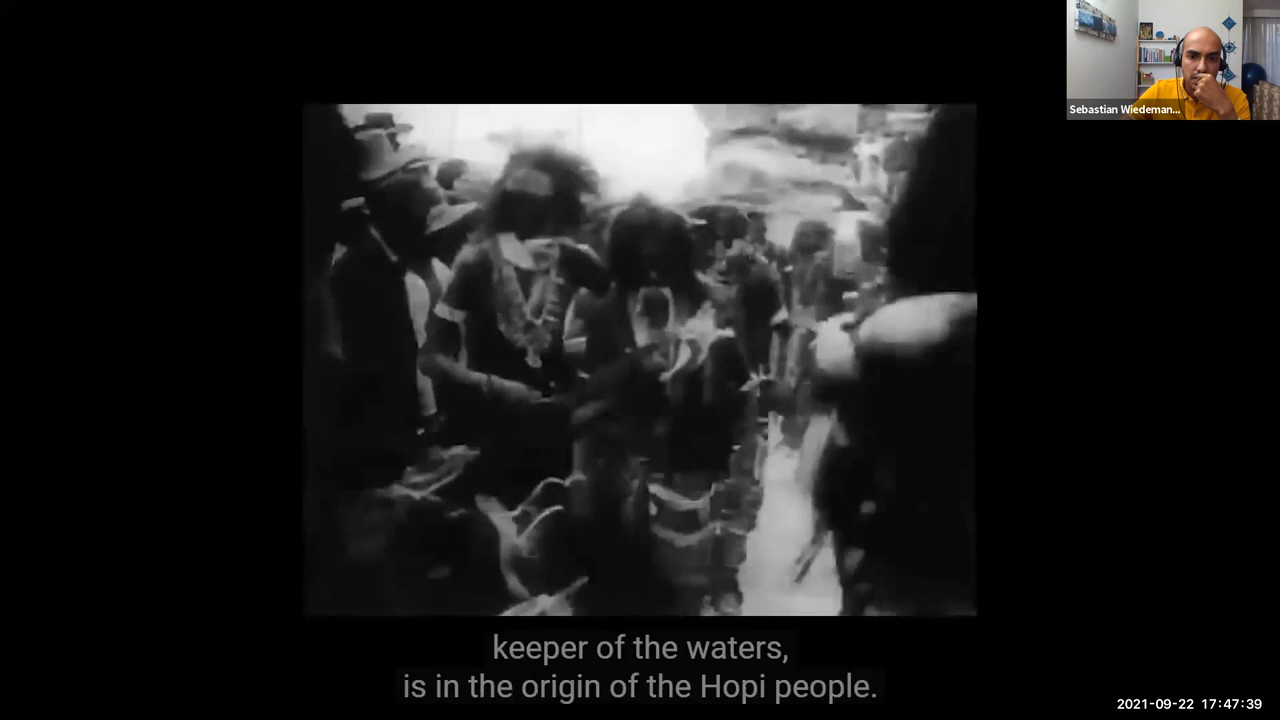 Sebastian Wiedeman...
keeper of the waters,
is in the origin of the Hopi people.
2021-09-22 17:47:39